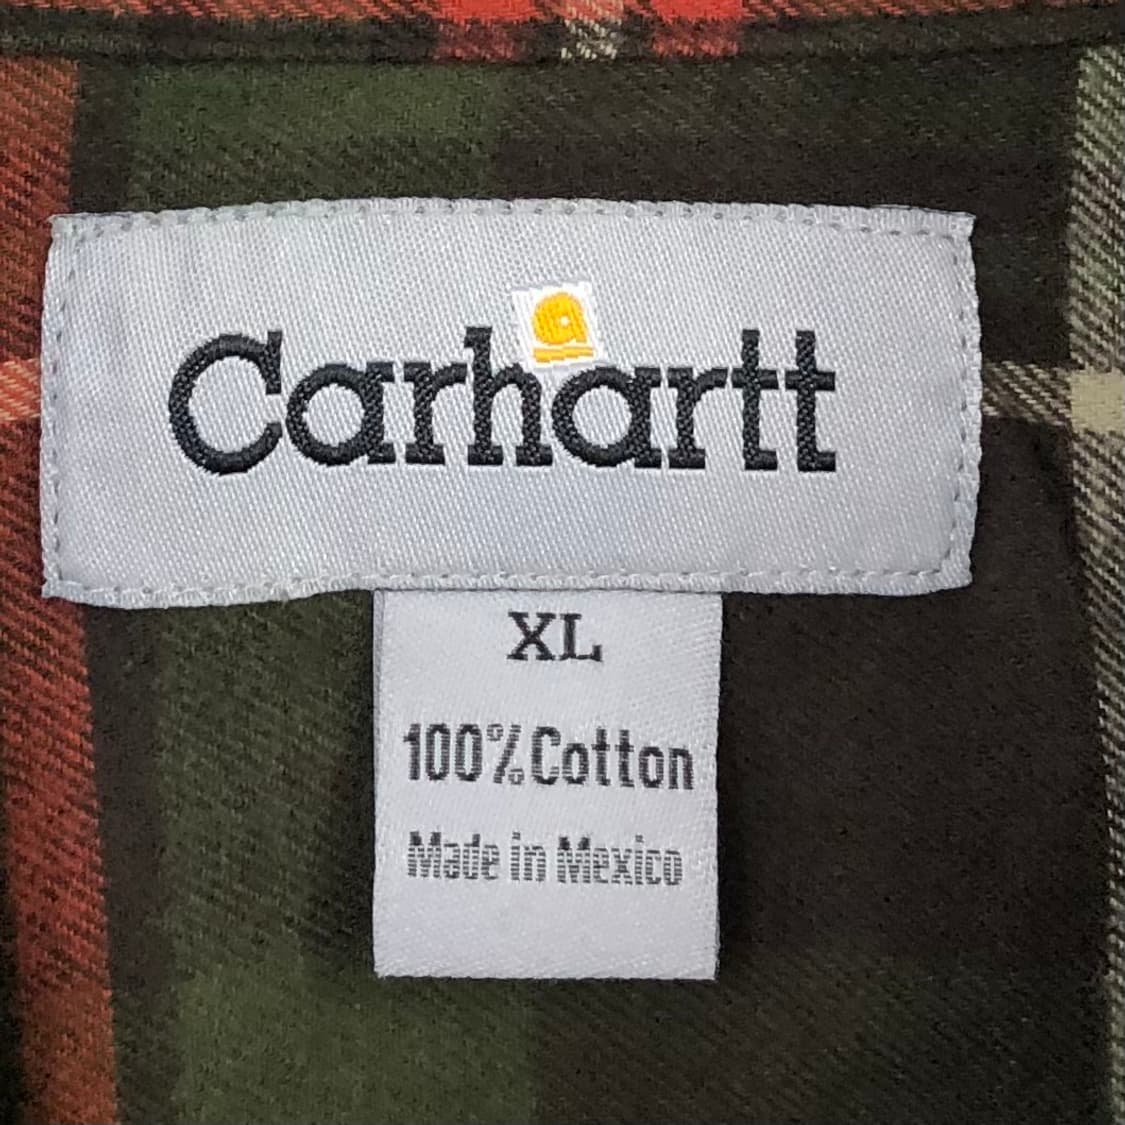 Carhartt
XL
100% Cotton
Made in Mexico